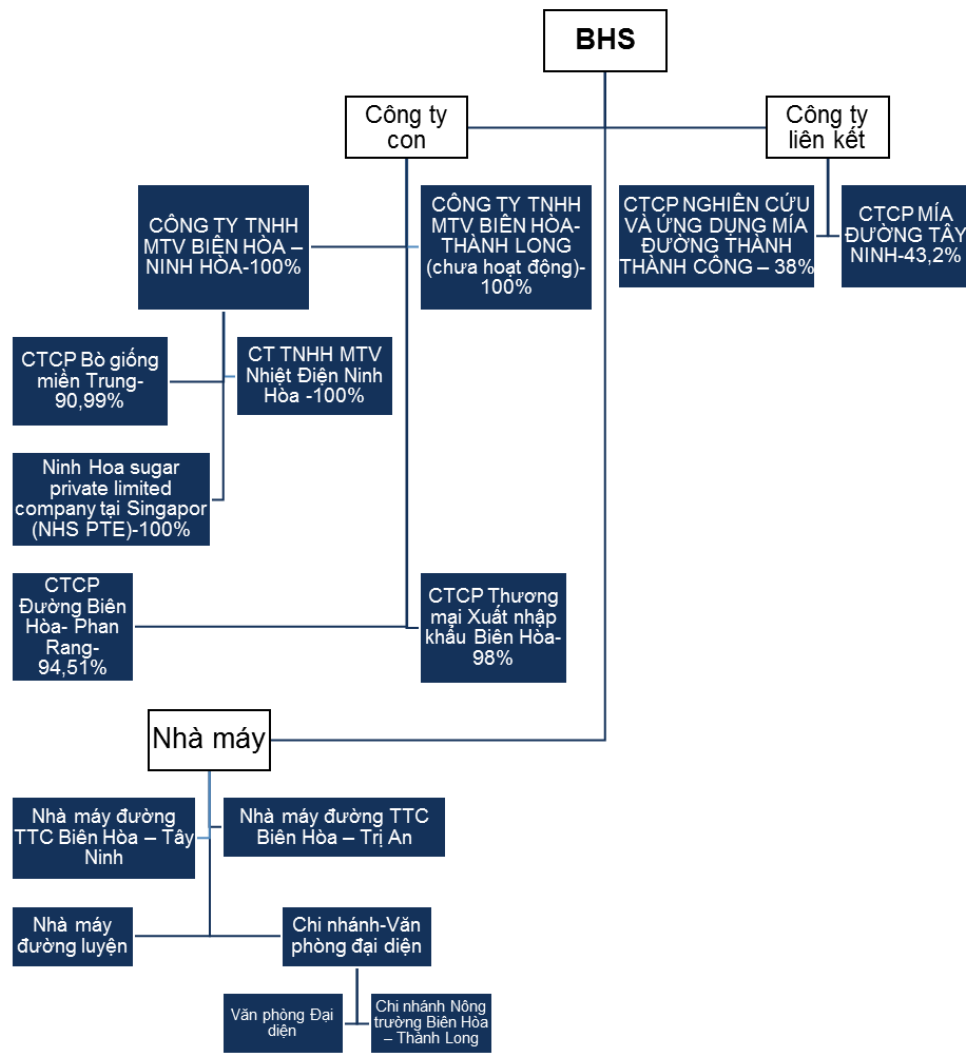 BHS
Công ty
con
Công ty
liên kết
CÔNG TY TNHH
MTV BIÊN HÒA –
NINH HÒA-100%
CÔNG TY TNHH
MTV BIÊN HÒA-
THÀNH LONG
(chưa hoạt động)-
100%
CTCP NGHIÊN CỨU
VÀ ỨNG DỤNG MÍA
ĐƯỜNG THÀNH
THÀNH CÔNG – 38%
CTCP MÍA
ĐƯỜNG TÂY
NINH-43,2%
CTCP Bò giống
miền Trung-
90,99%
CT TNHH MTV
Nhiệt Điện Ninh
Hòa -100%
Ninh Hoa sugar
private limited
company tại Singapor
(NHS PTE)-100%
CTCP
Đường Biên
Hòa- Phan
Rang-
94,51%
CTCP Thương
mại Xuất nhập
khẩu Biên Hòa-
98%
Nhà máy
Nhà máy đường
TTC Biên Hòa – Tây
Ninh
Nhà máy đường TTC
Biên Hòa – Trị An
Nhà máy
đường luyện
Chi nhánh-Văn
phòng đại diện
Văn phòng Đại
diện
Chi nhánh Nông
trường Biên Hòa
– Thành Long